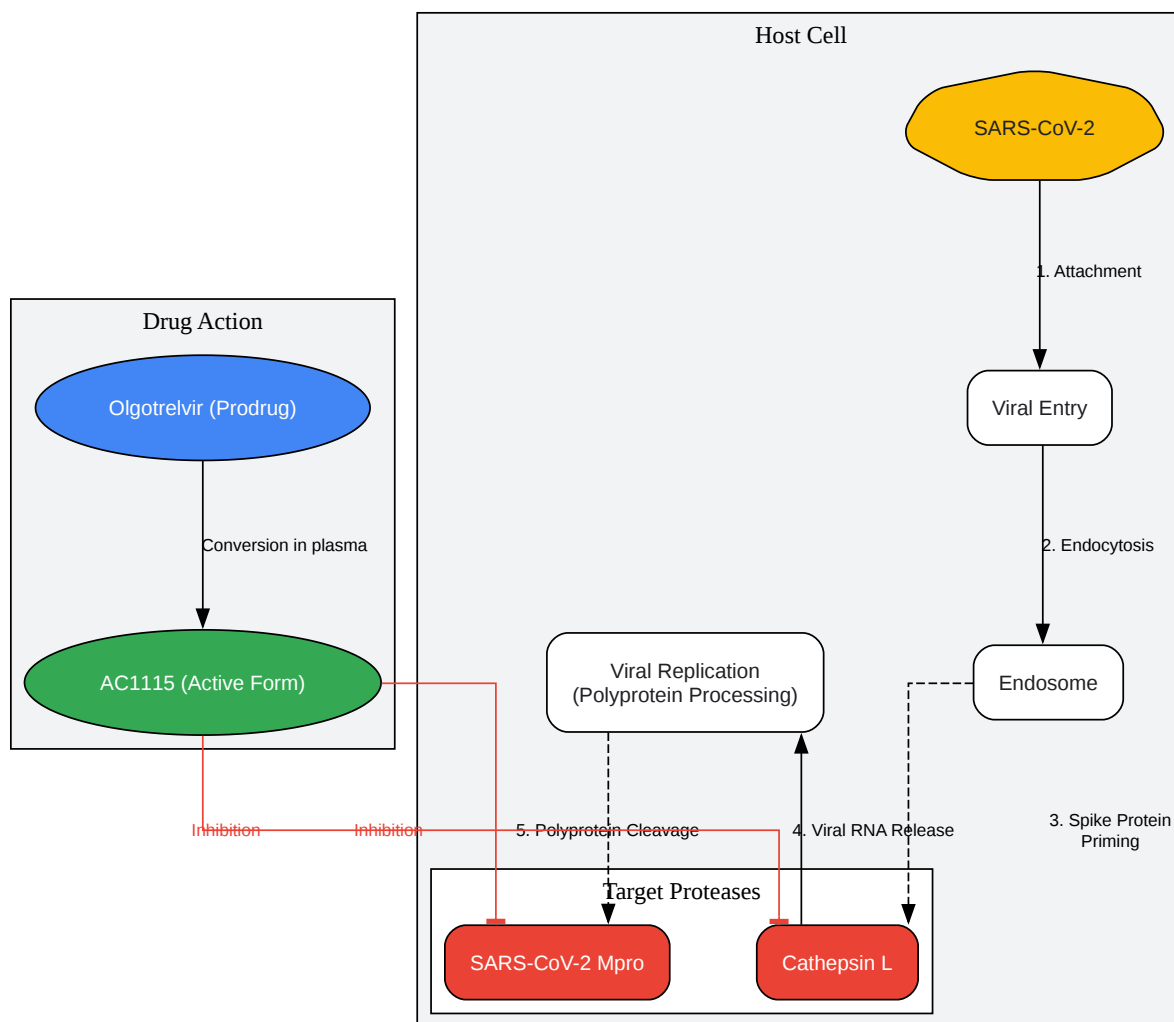 Host Cell
SARS-CoV-2
1. Attachment
Drug Action
Olgotrelvir (Prodrug)
Viral Entry
Conversion in plasma
2. Endocytosis
AC1115 (Active Form)
Viral Replication
(Polyprotein Processing)
Endosome
Inhibition
Inhibition
5. Polyprotein Cleavage
4. Viral RNA Release
3. Spike Protein
Priming
Target Proteases
SARS-CoV-2 Mpro
Cathepsin L